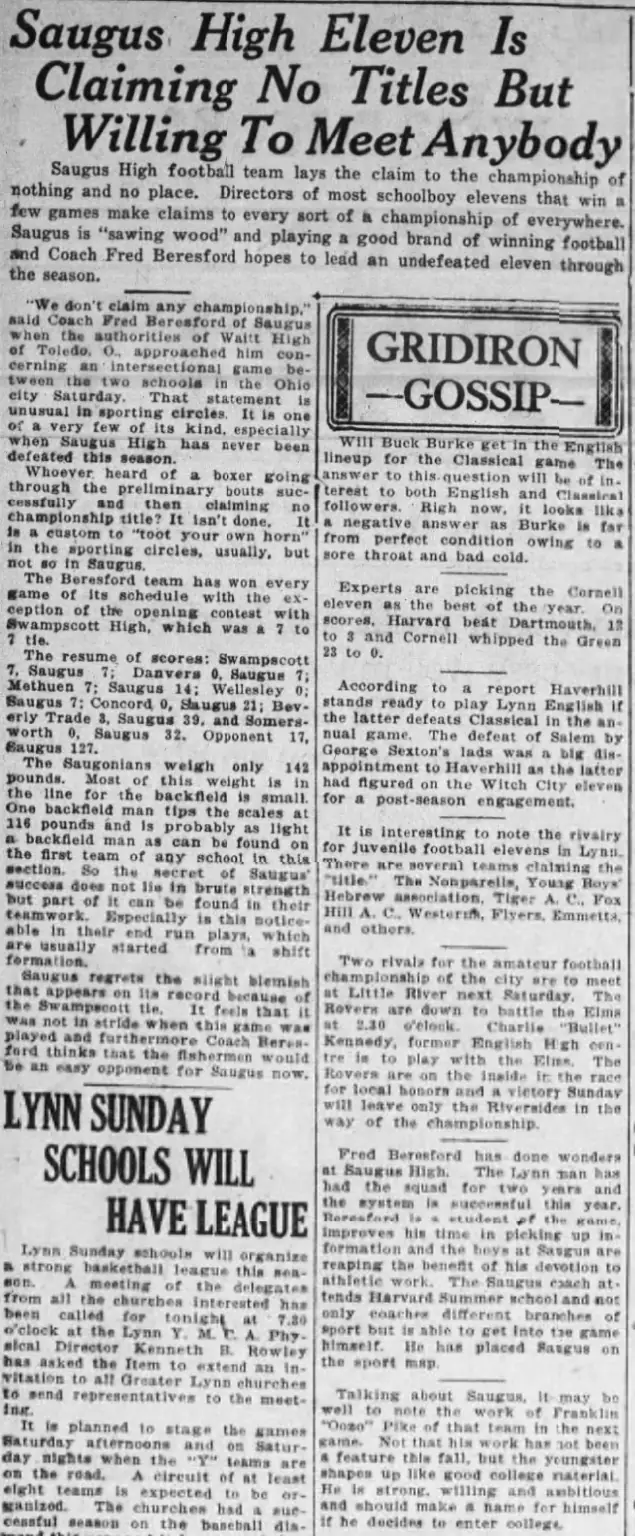 Saugus High Eleven Is
Claiming No Titles But
Willing To Meet Anybody
Saugus High football team lays the claim to the championship of
nothing and no place. Directors of most schoolboy elevens that win a
few games make claims to every sort of a championship of everywhere.
Saugus is "sawing wood" and playing a good brand of winning football
and Coach Fred Beresford hopes to lead an undefeated eleven through
the season.
"We don't claim any championship,"
said Coach Fred Beresford of Saugus
when the authorities of Waitt High
of Toledo, O., approached him con-
cerning an intersectional game be-
tween the two schools in the Ohio
city Saturday. That statement is
unusual in sporting circles. It is one
of a very few of its kind, especially
when Saugus High has never been
defeated this season.
Whoever heard of a boxer going
through the preliminary bouts suc-
cessfully and then claiming no
championship title? It isn't done. It
is a custom to "toot your own horn"
in the sporting circles, usually, but
not so in Saugus.
The Beresford team has won every
game of its schedule with the ex-
ception of the opening contest with
Swampscott High, which was a 7 to
7 tie.
The resume of scores: Swampscott
7, Saugus 7; Danvers 0, Saugus 7;
Methuen 7; Saugus 14; Wellesley 0;
Saugus 7; Concord 0, Saugus 21; Bev-
erly Trade 3, Saugus 39, and Somers-
worth 0, Saugus 32. Opponent 17,
Saugus 127.
The Saugonians weigh only 142
pounds. Most of this weight is in
the line for the backfield is small.
One backfield man tips the scales at
116 pounds and is probably as light
a backfield man as can be found on
the first team of any school in this
section. So the secret of Saugus'
success does not lie in brute strength
but part of it can be found in their
teamwork. Especially is this notice-
able in their end run plays, which
are usually started from a shift
formation.
Saugus regrets the slight blemish
that appears on its record because of
the Swampscott tie. It feels that it
was not in stride when this game was
played and furthermore Coach Beres-
ford thinks that the fishermen would
be an easy opponent for Saugus now.
LYNN SUNDAY
SCHOOLS WILL
HAVE LEAGUE
Lynn Sunday schools will organize
a strong basketball league this sea-
son. A meeting of the delegates
from all the churches interested has
been called for tonight at 7.30
o'clock at the Lynn Y. M. C. A. Phy-
sical Director Kenneth B. Rowley
has asked the Item to extend an in-
vitation to all Greater Lynn churches
to send representatives to the meet-
ing.
It is planned to stage the games
Saturday afternoons and on Satur-
day nights when the "Y" teams are
on the road. A circuit of at least
eight teams is expected to be or-
ganized. The churches had a suc-
cessful season on the baseball dia-
GRIDIRON
—GOSSIP—
Will Buck Burke get in the English
lineup for the Classical game The
answer to this question will be of in-
terest to both English and Classical
followers. Righ now, it looks like
a negative answer as Burke is far
from perfect condition owing to a
sore throat and bad cold.
Experts are picking the Cornell
eleven as the best of the year. On
scores, Harvard beat Dartmouth, 12
to 3 and Cornell whipped the Green
23 to 0.
According to a report Haverhill
stands ready to play Lynn English if
the latter defeats Classical in the an-
nual game. The defeat of Salem by
George Sexton's lads was a big dis-
appointment to Haverhill as the latter
had figured on the Witch City eleven
for a post-season engagement.
It is interesting to note the rivalry
for juvenile football elevens in Lynn.
There are several teams claiming the
"title." The Nonparells, Young Boys'
Hebrew association, Tiger A. C., Fox
Hill A. C., Westerns, Flyers, Emmetts,
and others.
Two rivals for the amateur football
championship of the city are to meet
at Little River next Saturday. The
Rovers are down to battle the Elms
at 2.30 o'clock. Charlie "Bullet"
Kennedy, former English Hgh cen-
tre is to play with the Elms. The
Rovers are on the inside in the race
for local honors and a victory Sunday
will leave only the Riversides in the
way of the championship.
Fred Beresford has done wonders
at Saugus High. The Lynn man has
had the squad for two years and
the system is successful this year.
Beresford is a student of the game,
improves his time in picking up in-
formation and the boys at Saugus are
reaping the benefit of his devotion to
athletic work. The Saugus coach at-
tends Harvard Summer school and not
only coaches different branches of
sport but is able to get into the game
himself. He has placed Saugus on
the sport map.
Talking about Saugus, it may be
well to note the work of Franklin
"Oozo" Pike of that team in the next
game. Not that his work has not been
a feature this fall, but the youngster
shapes up like good college material.
He is strong, willing and ambitious
and should make a name for himself
if he decides to enter college.